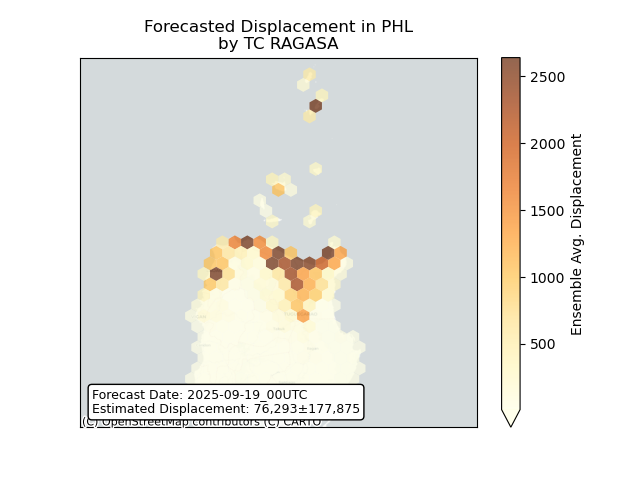 Forecasted Displacement in PHL
by TC RAGASA
2500
2000
1500
1000
500
Ensemble Avg. Displacement
Forecast Date: 2025-09-19_00UTC
Estimated Displacement: 76,293±177,875
(C) OpenStreetMap contributors (C) CARTO